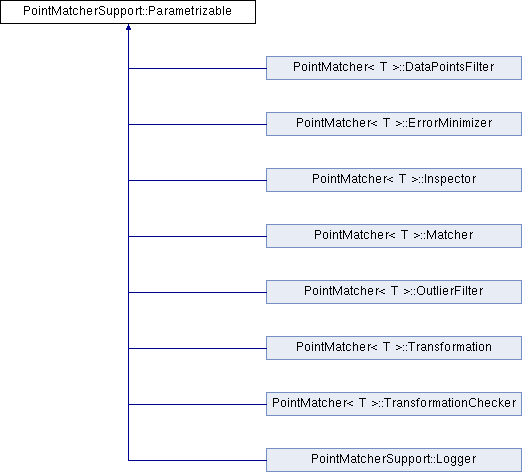 PointMatcherSupport::Parametrizable
PointMatcher< T >::DataPointsFilter
PointMatcher< T >::ErrorMinimizer
PointMatcher< T >::Inspector
PointMatcher< T >::Matcher
PointMatcher< T >::OutlierFilter
PointMatcher< T >::Transformation
PointMatcher< T >::TransformationChecker
PointMatcherSupport::Logger